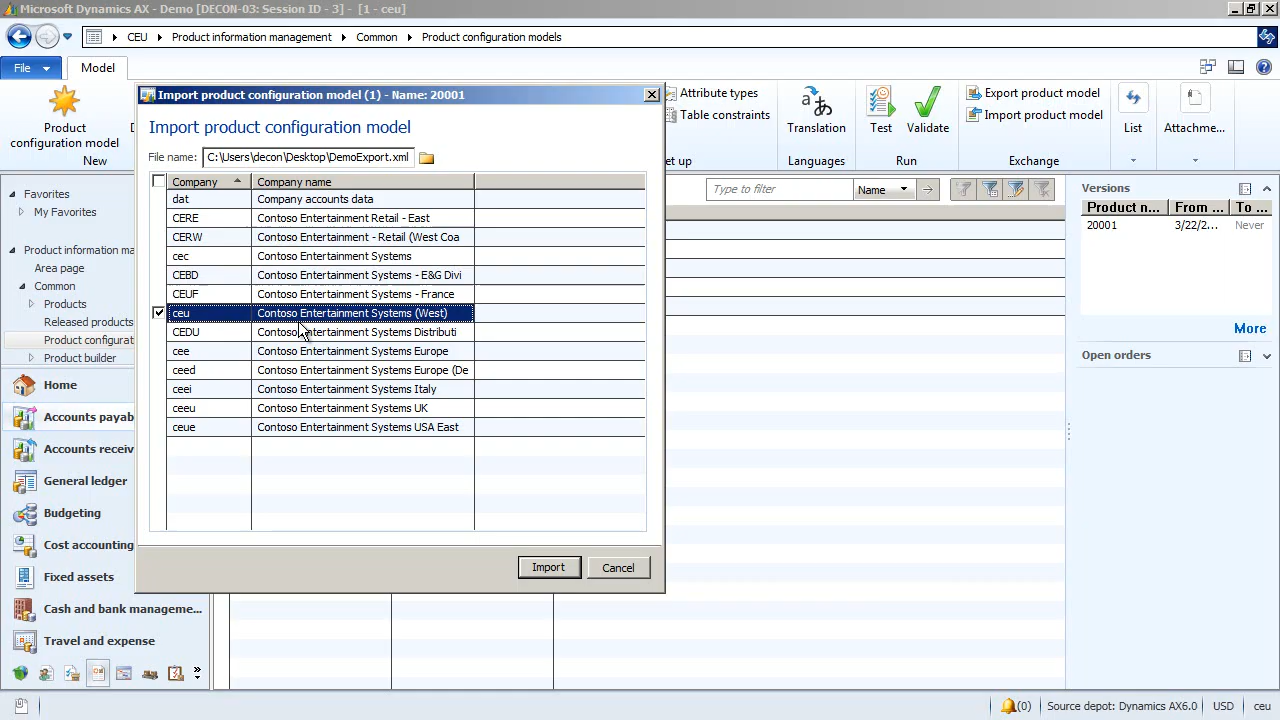 Microsoft Dynamics AX - Demo [DECON-03: Session ID - 3] - [1 - ceu]
CEU
Product information management
Common
Product configuration models
File
Model
Product
configuration model
New
Attribute types
Table constraints
Translation
Translations
Test
Validate
Run
Export product model
Import product model
Exchange
List
Attachme...
Import product configuration model (1) - Name: 20001
Import product configuration model
File name: C:\Users\decon\Desktop\DemoExport.xml
Company Company name
dat Company accounts data
CERE Contoso Entertainment Retail - East
CERW Contoso Entertainment - Retail (West Coa
cec Contoso Entertainment Systems
CEBD Contoso Entertainment Systems - E&G Divi
CEUF Contoso Entertainment Systems - France
ceu Contoso Entertainment Systems (West)
CEDU Contoso Entertainment Systems Distributi
cee Contoso Entertainment Systems Europe
ceed Contoso Entertainment Systems Europe (De
ceei Contoso Entertainment Systems Italy
ceeu Contoso Entertainment Systems UK
ceue Contoso Entertainment Systems USA East
Import
Cancel
Favorites
My Favorites
Product information ma
Area page
Common
Products
Released products
Product configurat
Product builder
Home
Accounts payab
Accounts receiv
General ledger
Budgeting
Cost accounting
Fixed assets
Cash and bank manageme...
Travel and expense
Type to filter
Name
Versions
Product n... From ... To ...
20001 3/22/2... Never
More
Open orders
(0)
Source depot: Dynamics AX6.0
USD
ceu